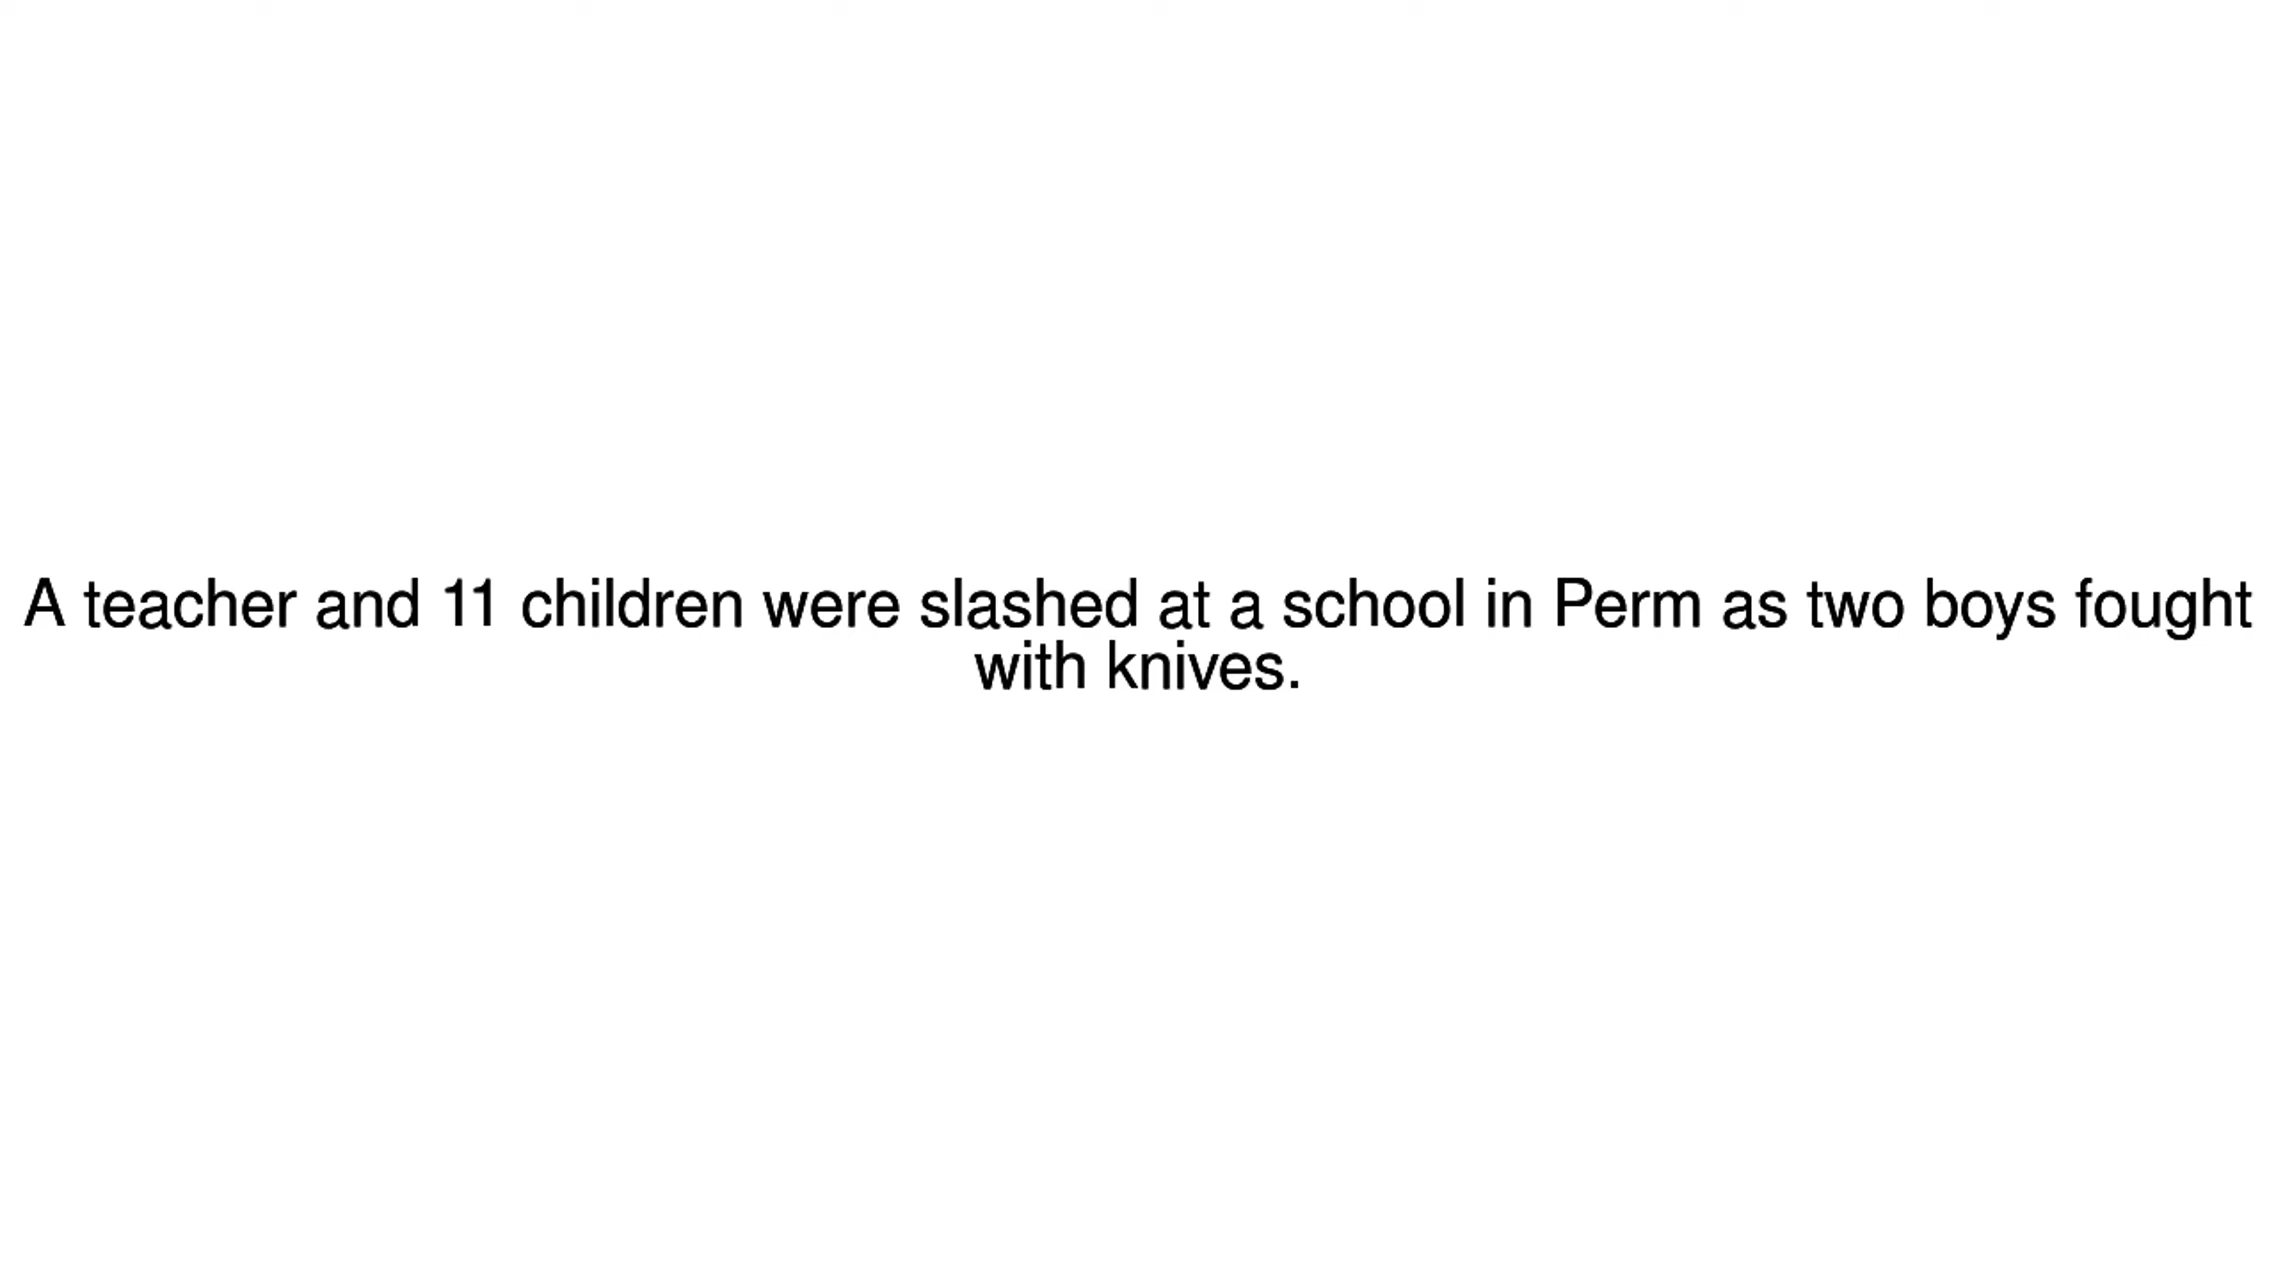 A teacher and 11 children were slashed at a school in Perm as two boys fought
with knives.